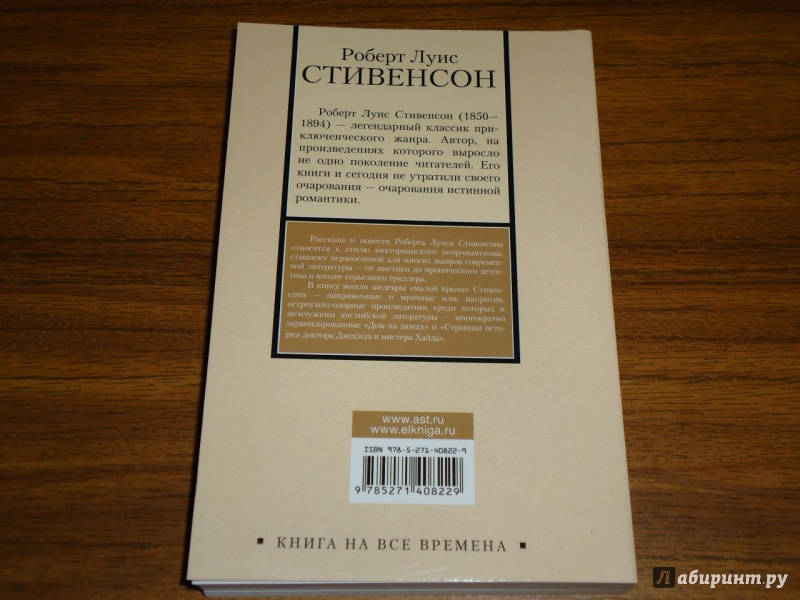 Роберт Луис
СТИВЕНСОН
Роберт Луис Стивенсон (1850—
1894) — легендарный классик при-
ключенческого жанра. Автор, на
произведениях которого выросло
не одно поколение читателей. Его
книги и сегодня не утратили своего
очарования — очарования истинной
романтики.
Рассказы и повести Роберта Луиса Стивенсона
относятся к стилю викторианского неоромантизма,
ставшему первоосновой для многих жанров современ-
ной литературы — от мистики до иронического детек-
тива и вполне серьезного триллера.
В книгу вошли шедевры «малой прозы» Стивен-
сона — напряженные и мрачные или, напротив,
остроумно-озорные произведения, среди которых и
жемчужины английской литературы — многократно
экранизированные «Дом на дюнах» и «Странная исто-
рия доктора Джекила и мистера Хайда».
www.ast.ru
www.elkniga.ru
ISBN 978-5-271-40822-9
9 785271 408229
КНИГА НА ВСЕ ВРЕМЕНА
Лабиринт.ру